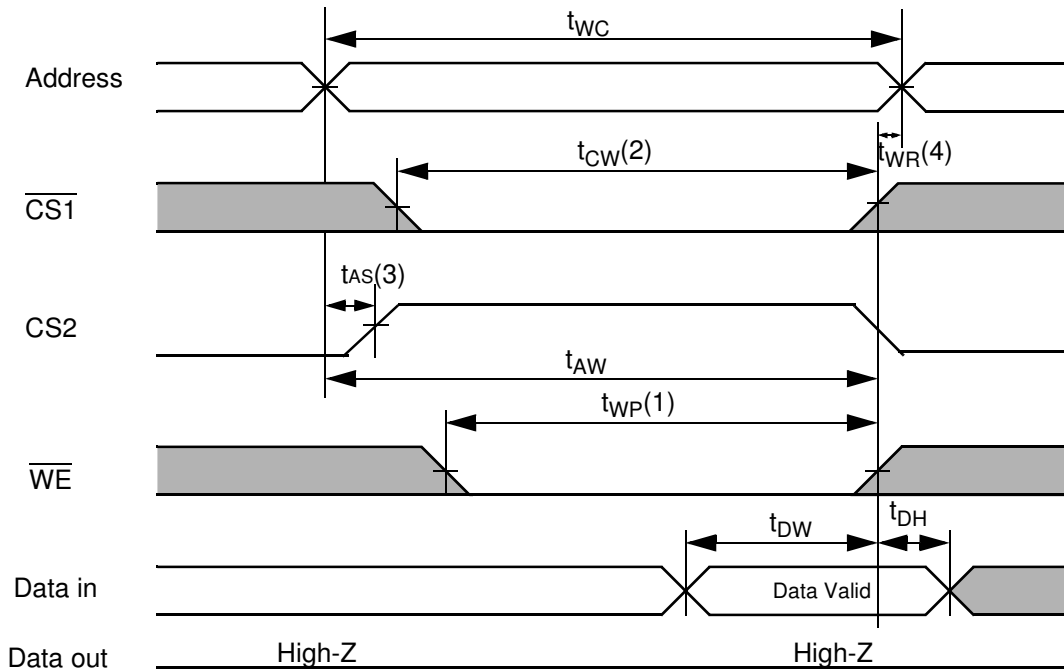 tWC
Address
tCW(2)
tWR(4)
CS1
tAS(3)
CS2
tAW
tWP(1)
WE
tDW
tDH
Data in
Data Valid
Data out
High-Z
High-Z